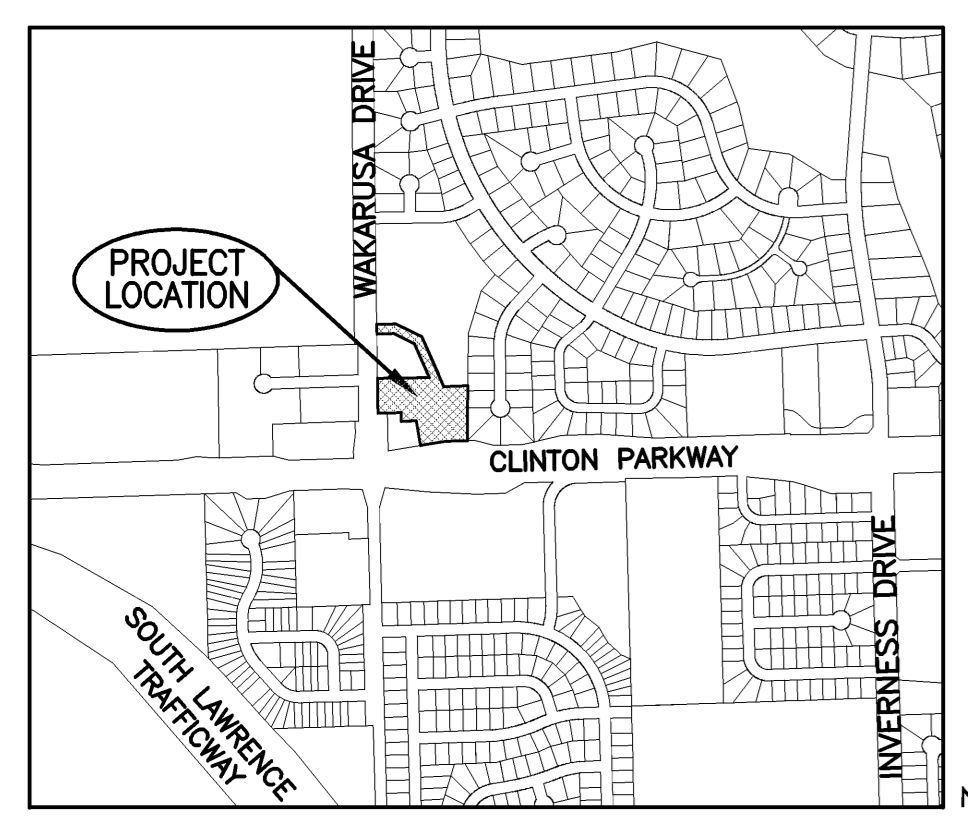 WAKARUSA DRIVE
PROJECT
LOCATION
CLINTON PARKWAY
INVERNESS DRIVE
SOUTH LAWRENCE
TRAFFICWAY